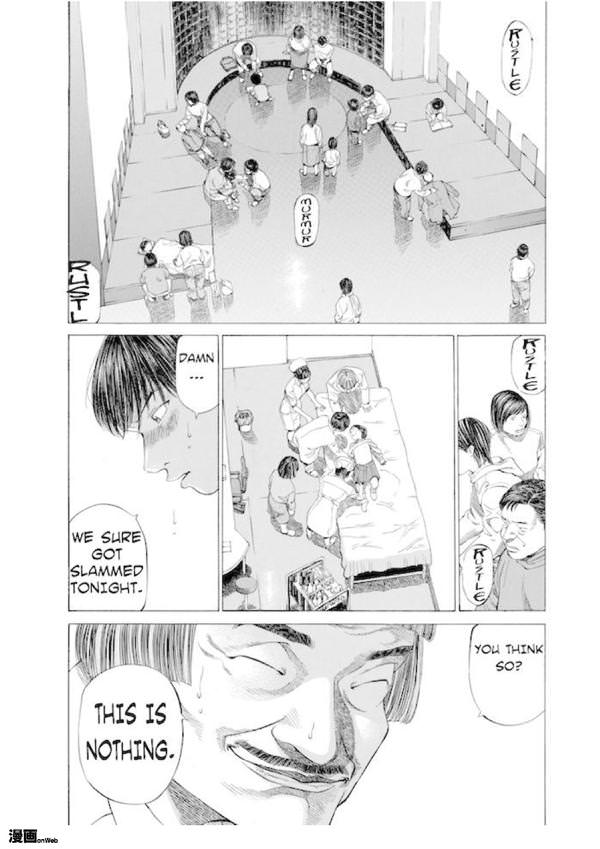 RUSTLE
MURMUR
RUSTL
RUSTLE
RUSTLE
DAMN
...
WE SURE
GOT
SLAMMED
TONIGHT.
YOU THINK
SO?
THIS IS
NOTHING.
漫画onWeb